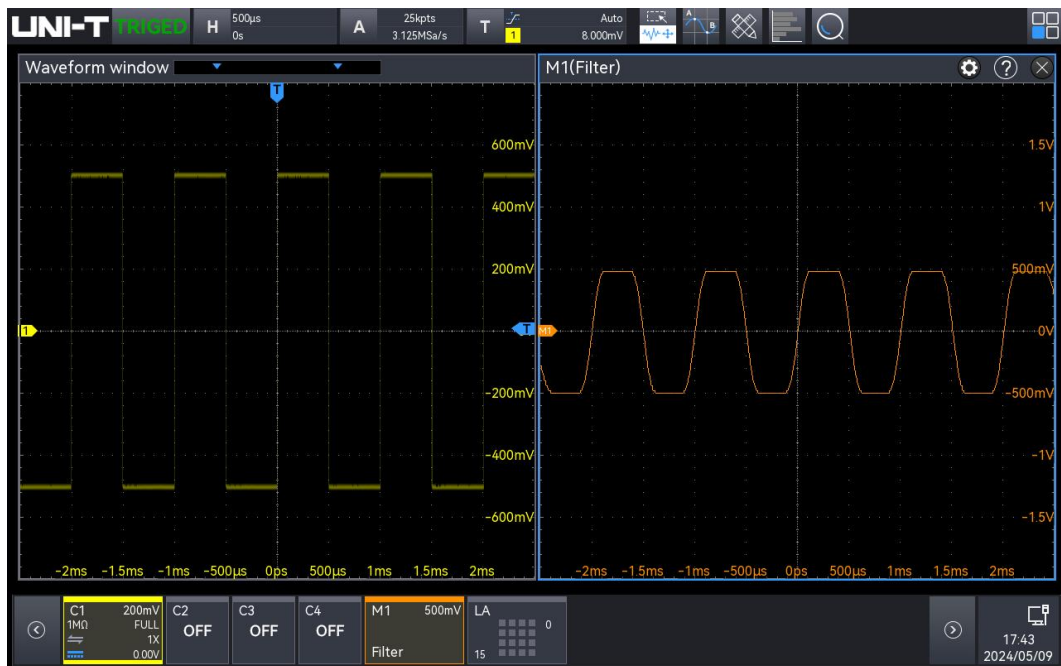 UNI-T TRIGED H 500μs 0s A 25kpts 3.125MSa/s T 1 Auto 8.000mV A B
Waveform window
T
600mV
400mV
200mV
1
T
-200mV
-400mV
-600mV
-2ms -1.5ms -1ms -500μs 0ps 500μs 1ms 1.5ms 2ms
M1(Filter) ?
1.5V
1V
500mV
M1
0V
-500mV
-1V
-1.5V
-2ms -1.5ms -1ms -500μs 0ps 500μs 1ms 1.5ms 2ms
C1 200mV
1MΩ FULL
1X
0.00V
C2
OFF
C3
OFF
C4
OFF
M1 500mV
Filter
LA
0
15
17:43
2024/05/09